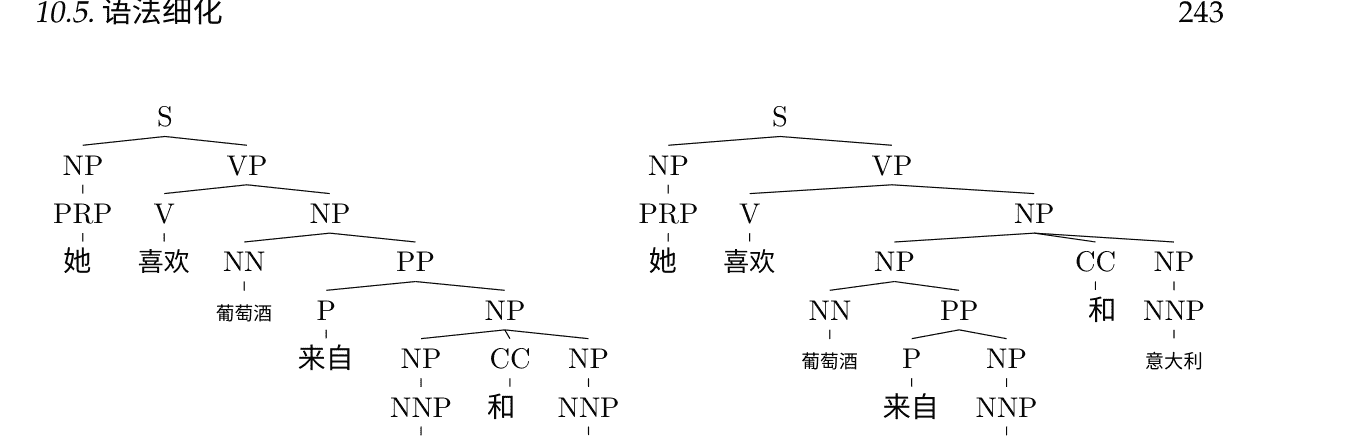 10.5. 语法细化 243
S S
NP VP NP VP
PRP V NP PRP V NP
她 喜欢 NN PP 她 喜欢 NP CC NP
葡萄酒 P NP NN PP 和 NNP
来自 NP CC NP 葡萄酒 P NP 意大利
NNP 和 NNP 来自 NNP